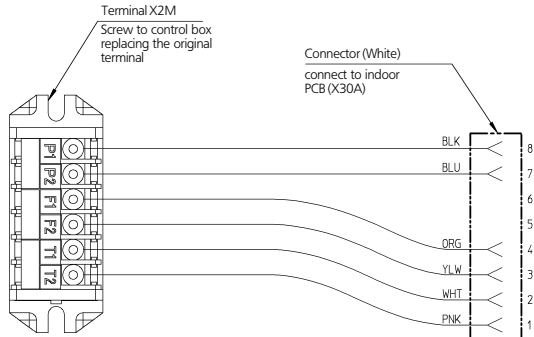 Terminal X2M
Screw to control box
replacing the original
terminal
Connector (White)
connect to indoor
PCB (X30A)
P1
P2
F1
F2
T1
T2
BLK
BLU
ORG
YLW
WHT
PNK
8
7
6
5
4
3
2
1